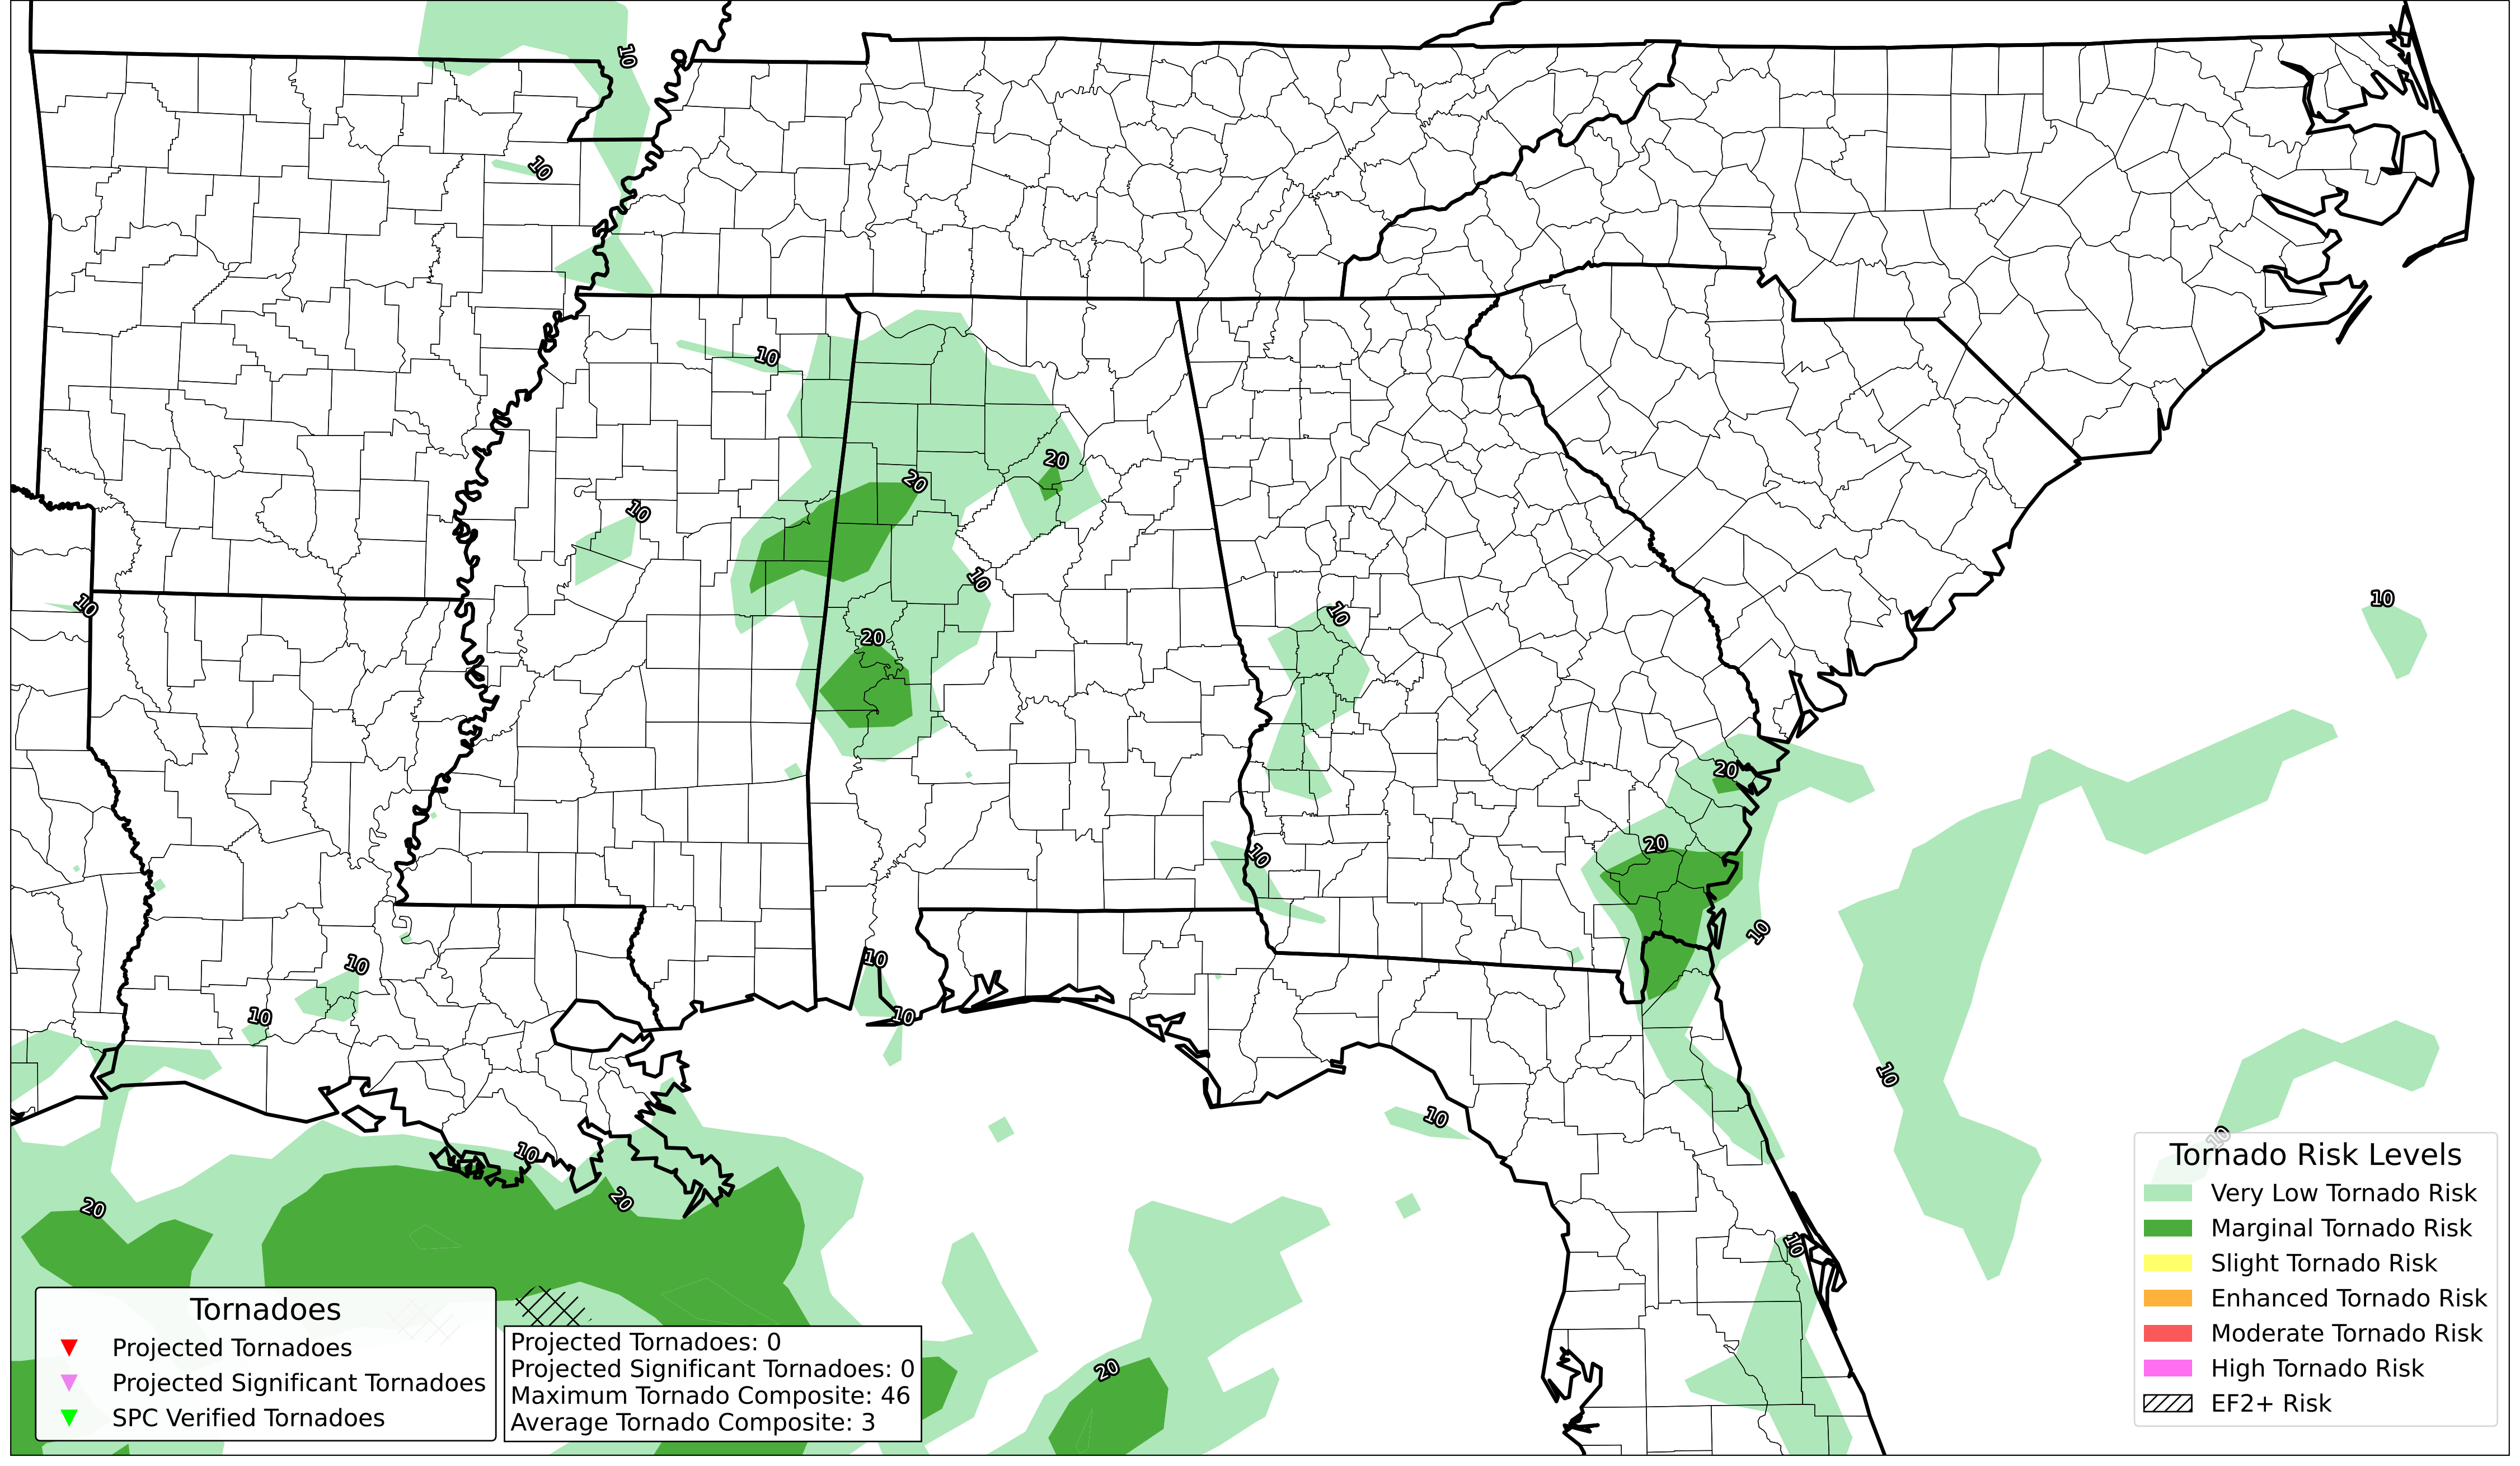 10
10
10
20
20
10
10
10
10
20
10
20
20
10
10
10
10
10
10
10
10
10
10
20
20
10
20
10
Tornado Risk Levels
Very Low Tornado Risk
Marginal Tornado Risk
Slight Tornado Risk
Enhanced Tornado Risk
Moderate Tornado Risk
High Tornado Risk
EF2+ Risk
Tornadoes
Projected Tornadoes
Projected Significant Tornadoes
SPC Verified Tornadoes
Projected Tornadoes: 0
Projected Significant Tornadoes: 0
Maximum Tornado Composite: 46
Average Tornado Composite: 3